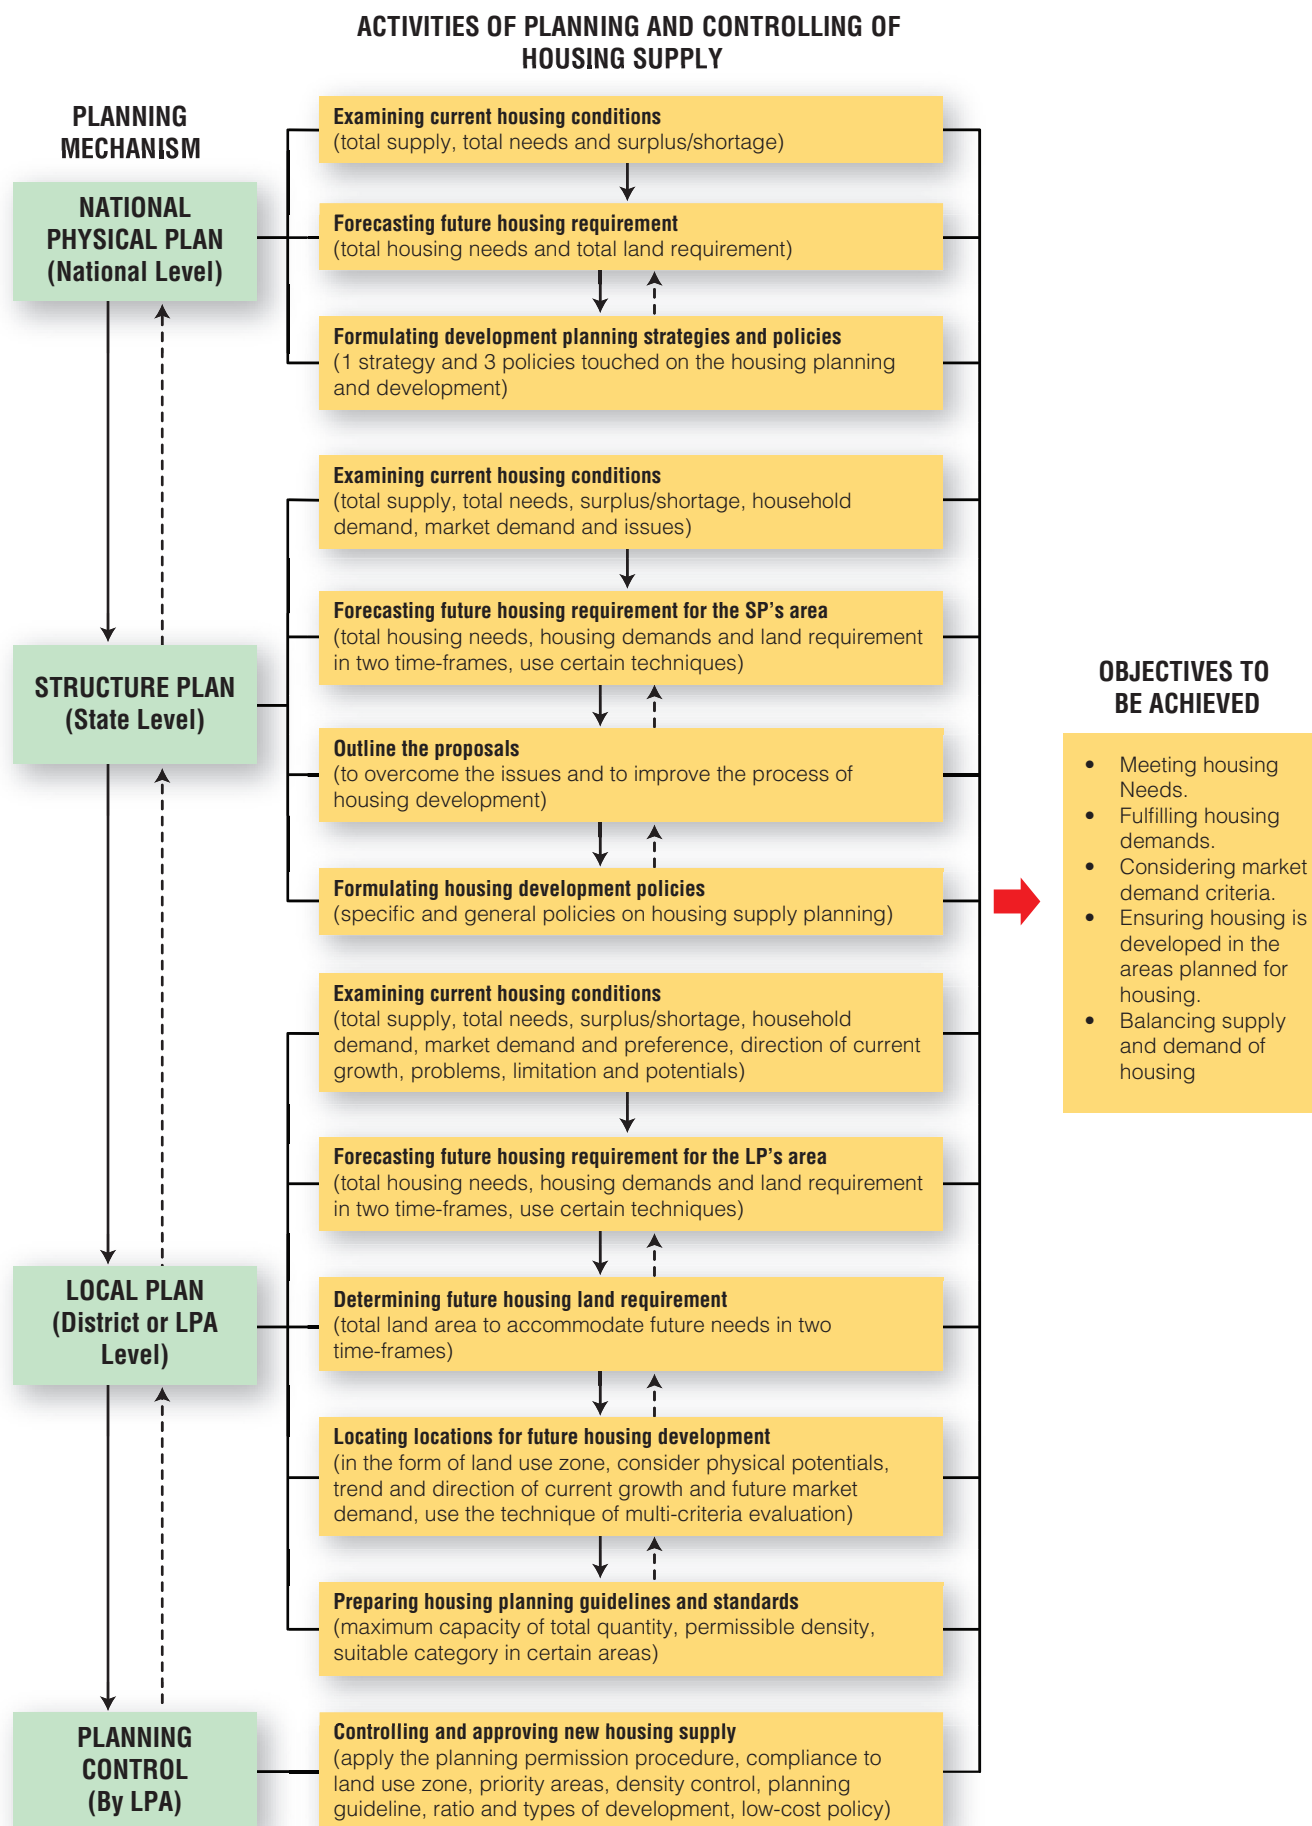 ACTIVITIES OF PLANNING AND CONTROLLING OF
HOUSING SUPPLY
PLANNING
MECHANISM
NATIONAL
PHYSICAL PLAN
(National Level)
Examining current housing conditions
(total supply, total needs and surplus/shortage)
Forecasting future housing requirement
(total housing needs and total land requirement)
Formulating development planning strategies and policies
(1 strategy and 3 policies touched on the housing planning
and development)
STRUCTURE PLAN
(State Level)
Examining current housing conditions
(total supply, total needs, surplus/shortage, household
demand, market demand and issues)
Forecasting future housing requirement for the SP's area
(total housing needs, housing demands and land requirement
in two time-frames, use certain techniques)
Outline the proposals
(to overcome the issues and to improve the process of
housing development)
Formulating housing development policies
(specific and general policies on housing supply planning)
LOCAL PLAN
(District or LPA
Level)
Examining current housing conditions
(total supply, total needs, surplus/shortage, household
demand, market demand and preference, direction of current
growth, problems, limitation and potentials)
Forecasting future housing requirement for the LP's area
(total housing needs, housing demands and land requirement
in two time-frames, use certain techniques)
Determining future housing land requirement
(total land area to accommodate future needs in two
time-frames)
Locating locations for future housing development
(in the form of land use zone, consider physical potentials,
trend and direction of current growth and future market
demand, use the technique of multi-criteria evaluation)
Preparing housing planning guidelines and standards
(maximum capacity of total quantity, permissible density,
suitable category in certain areas)
PLANNING
CONTROL
(By LPA)
Controlling and approving new housing supply
(apply the planning permission procedure, compliance to
land use zone, priority areas, density control, planning
guideline, ratio and types of development, low-cost policy)
OBJECTIVES TO
BE ACHIEVED
• Meeting housing
Needs.
• Fulfilling housing
demands.
• Considering market
demand criteria.
• Ensuring housing is
developed in the
areas planned for
housing.
• Balancing supply
and demand of
housing